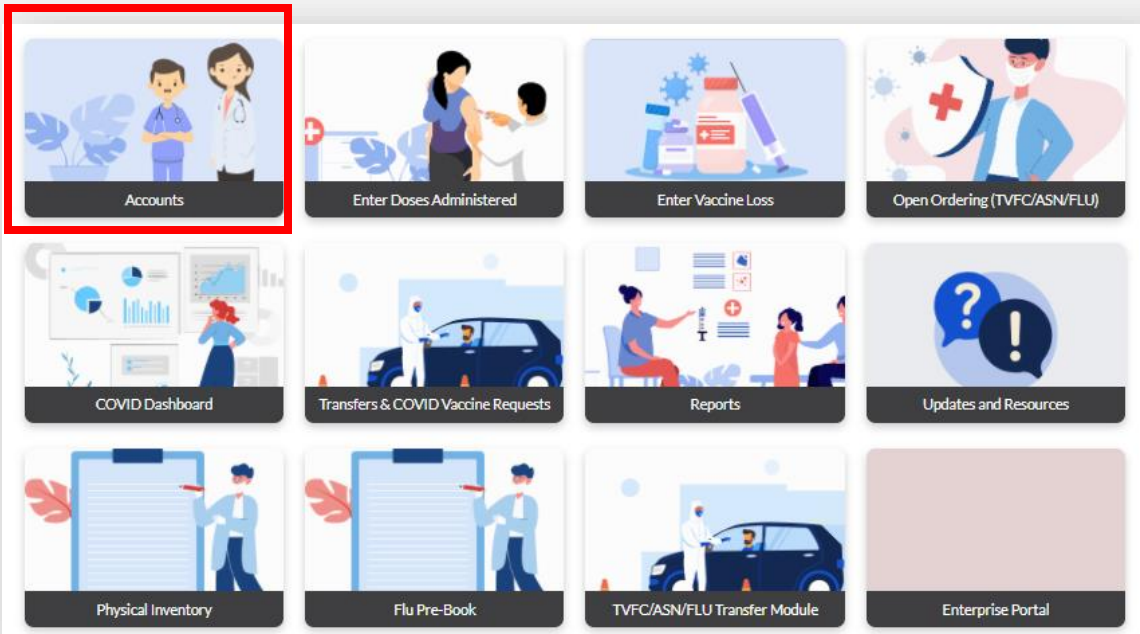 Accounts
Enter Doses Administered
Enter Vaccine Loss
Open Ordering (TVFC/ASN/FLU)
COVID Dashboard
Transfers & COVID Vaccine Requests
Reports
Updates and Resources
Physical Inventory
Flu Pre-Book
TVFC/ASN/FLU Transfer Module
Enterprise Portal